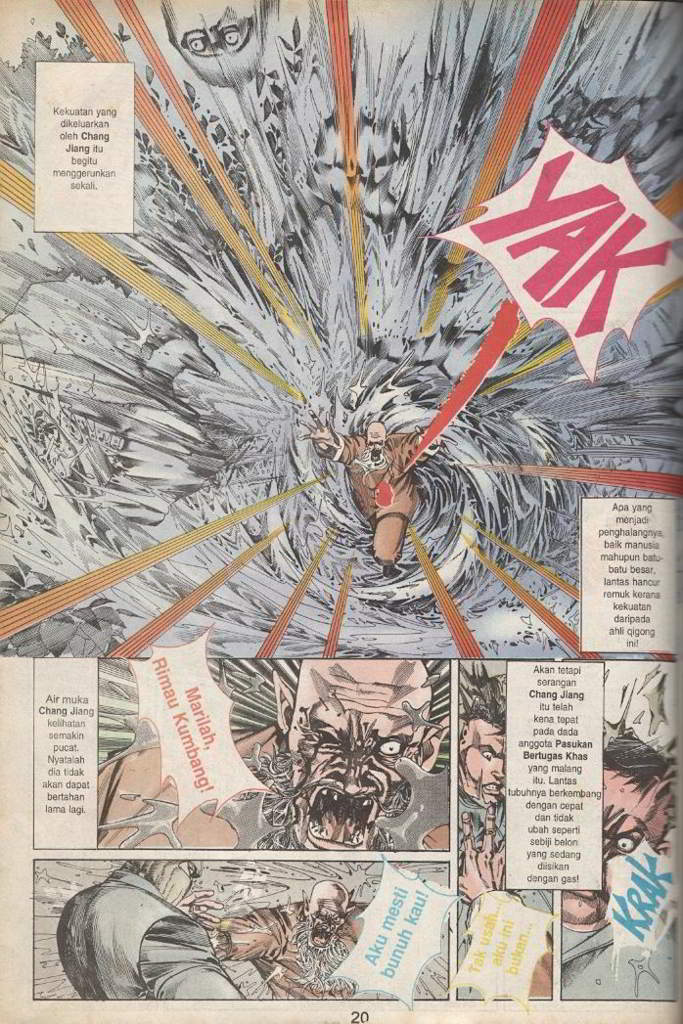 Kekuatan yang
dikeluarkan
oleh Chang
Jiang itu
begitu
menggerunkan
sekali.
YAK
Apa yang
menjadi
penghalangnya,
baik manusia
mahupun batu-
batu besar,
lantas hancur
remuk kerana
kekuatan
daripada
ahli qigong
ini!
Air muka
Chang Jiang
kelihatan
semakin
pucat.
Nyatalah
dia tidak
akan dapat
bertahan
lama lagi.
Marilah,
Rimau Kumbang!
Akan tetapi
serangan
Chang Jiang
itu telah
kena tepat
pada dada
anggota Pasukan
Bertugas Khas
yang malang
itu. Lantas
tubuhnya berkembang
dengan cepat
dan tidak
ubah seperti
sebiji belon
yang sedang
diisikan
dengan gas!
Aku mesti
bunuh kau!
Tak usah...
aku ini
bukan...
KRAK
20